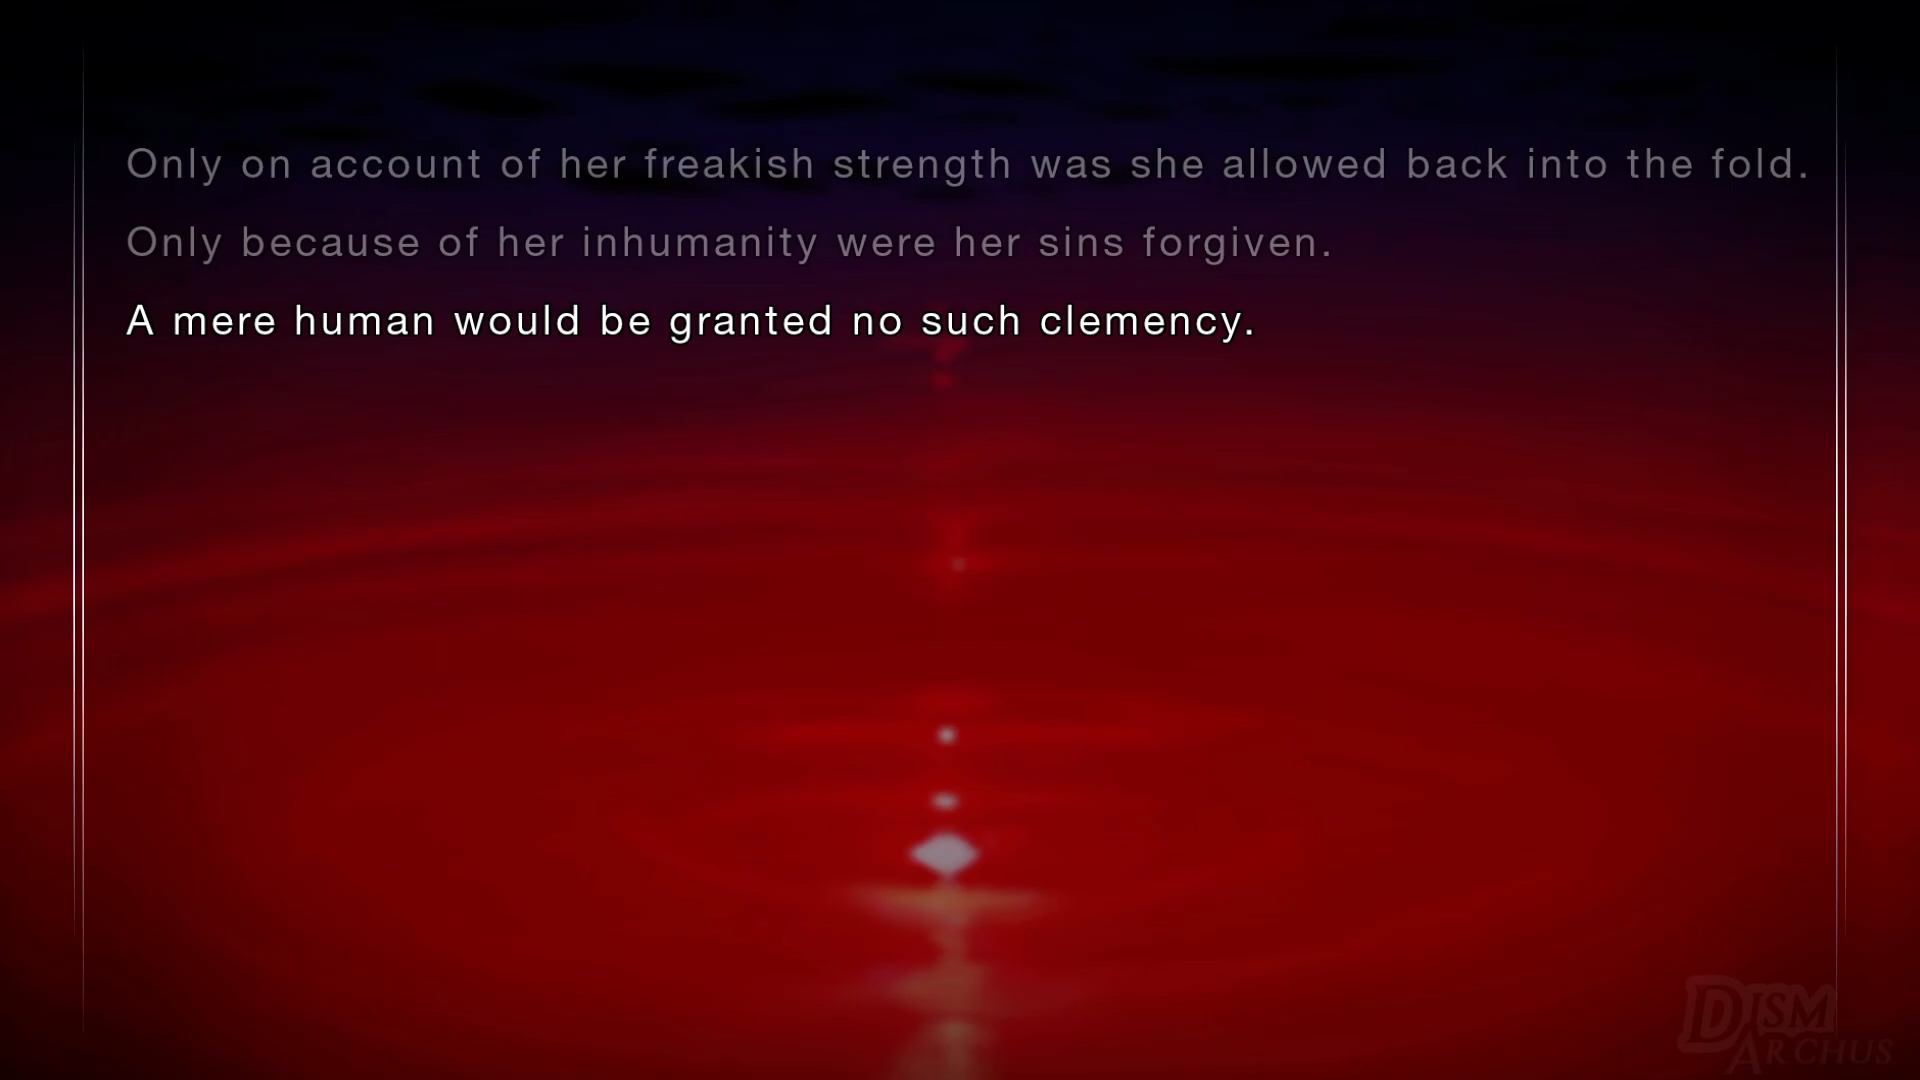 Only on account of her freakish strength was she allowed back into the fold.
Only because of her inhumanity were her sins forgiven.
A mere human would be granted no such clemency.
DISM
ARCHUS